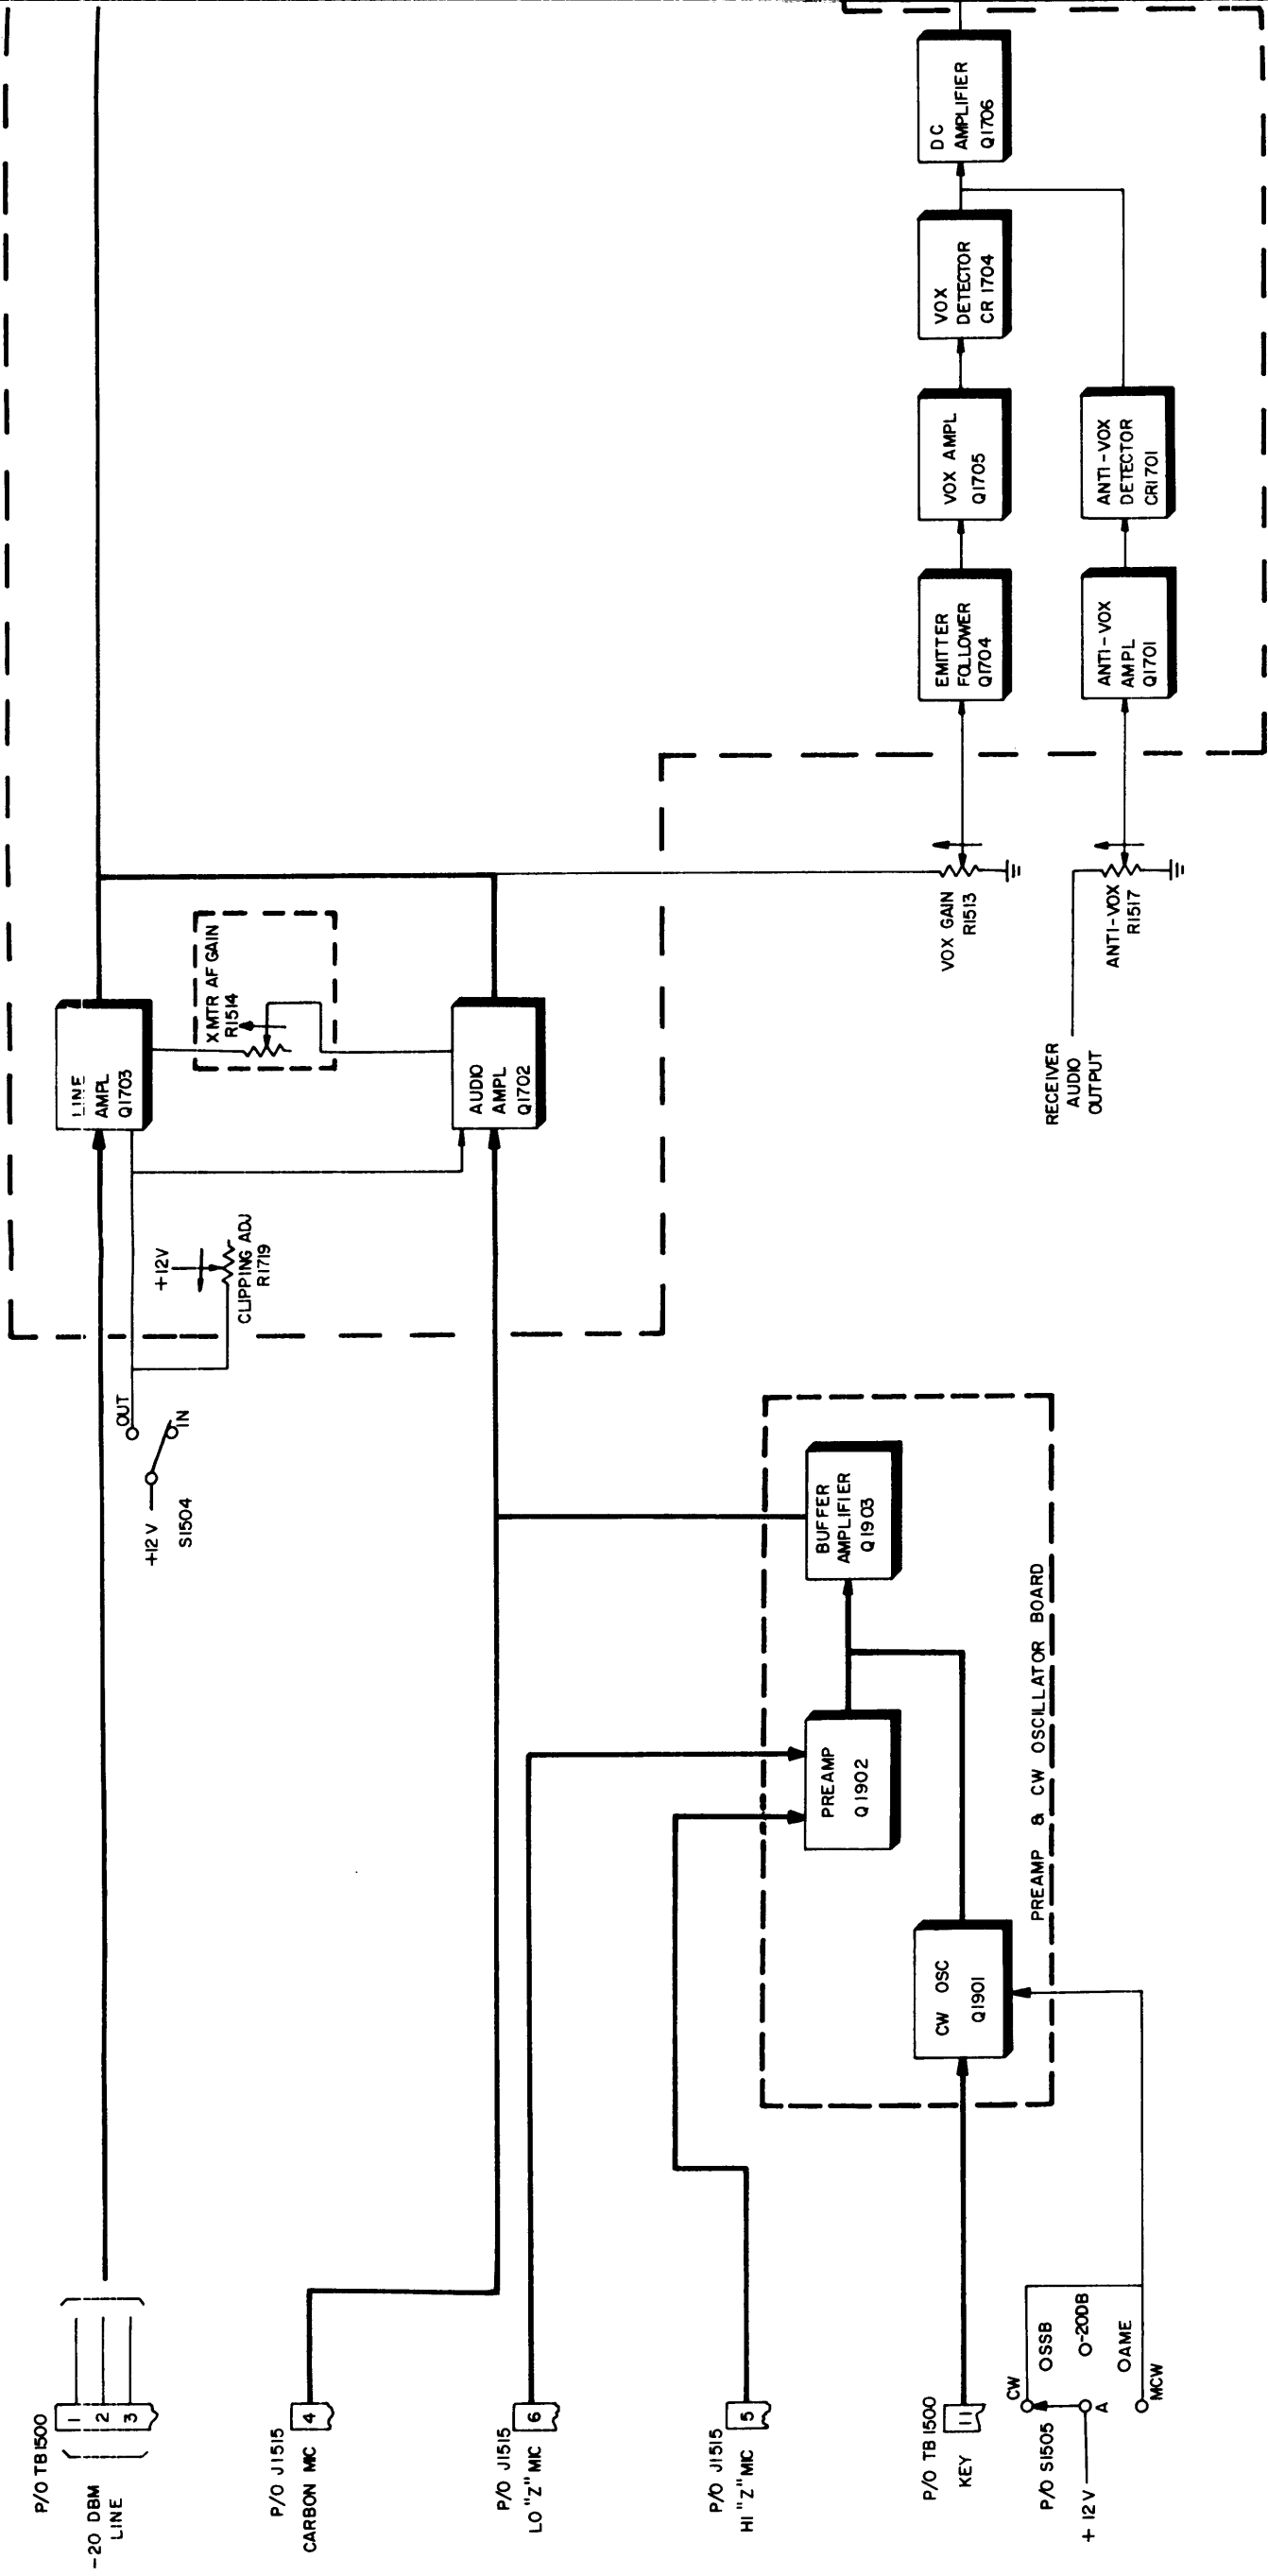 P/O TB1500
-20 DBM
LINE
1
2
3
P/O J1515
CARBON MIC
4
P/O J1515
LO "Z" MIC
6
P/O J1515
HI "Z" MIC
5
P/O TB1500
KEY
11
P/O S1505
+ 12V
CW
SSB
-20DB
AME
MCW
A
CW OSC
Q1901
PREAMP
Q1902
BUFFER
AMPLIFIER
Q1903
PREAMP & CW OSCILLATOR BOARD
+12V
S1504
OUT
IN
+12V
CLIPPING ADJ
R1719
LINE
AMPL
Q1703
XMTR AF GAIN
R1514
AUDIO
AMPL
Q1702
RECEIVER
AUDIO
OUTPUT
VOX GAIN
R1513
ANTI-VOX
R1517
EMITTER
FOLLOWER
Q1704
ANTI-VOX
AMPL
Q1701
VOX AMPL
Q1705
ANTI-VOX
DETECTOR
CR1701
VOX
DETECTOR
CR 1704
DC
AMPLIFIER
Q1706